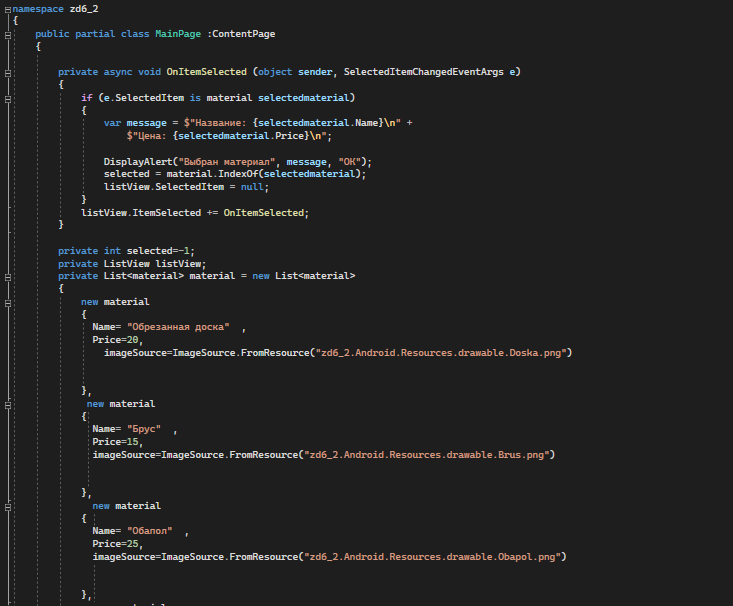 namespace zd6_2
{
public partial class MainPage :ContentPage
{
private async void OnItemSelected (object sender, SelectedItemChangedEventArgs e)
{
if (e.SelectedItem is material selectedmaterial)
{
var message = $"Название: {selectedmaterial.Name}\n" +
$"Цена: {selectedmaterial.Price}\n";
DisplayAlert("Выбран материал", message, "OK");
selected = material.IndexOf(selectedmaterial);
listView.SelectedItem = null;
}
listView.ItemSelected += OnItemSelected;
}
private int selected=-1;
private ListView listView;
private List<material> material = new List<material>
{
new material
{
Name= "Обрезанная доска" ,
Price=20,
imageSource=ImageSource.FromResource("zd6_2.Android.Resources.drawable.Doska.png")
},
new material
{
Name= "Брус" ,
Price=15,
imageSource=ImageSource.FromResource("zd6_2.Android.Resources.drawable.Brus.png")
},
new material
{
Name= "Обапол" ,
Price=25,
imageSource=ImageSource.FromResource("zd6_2.Android.Resources.drawable.Obapol.png")
},